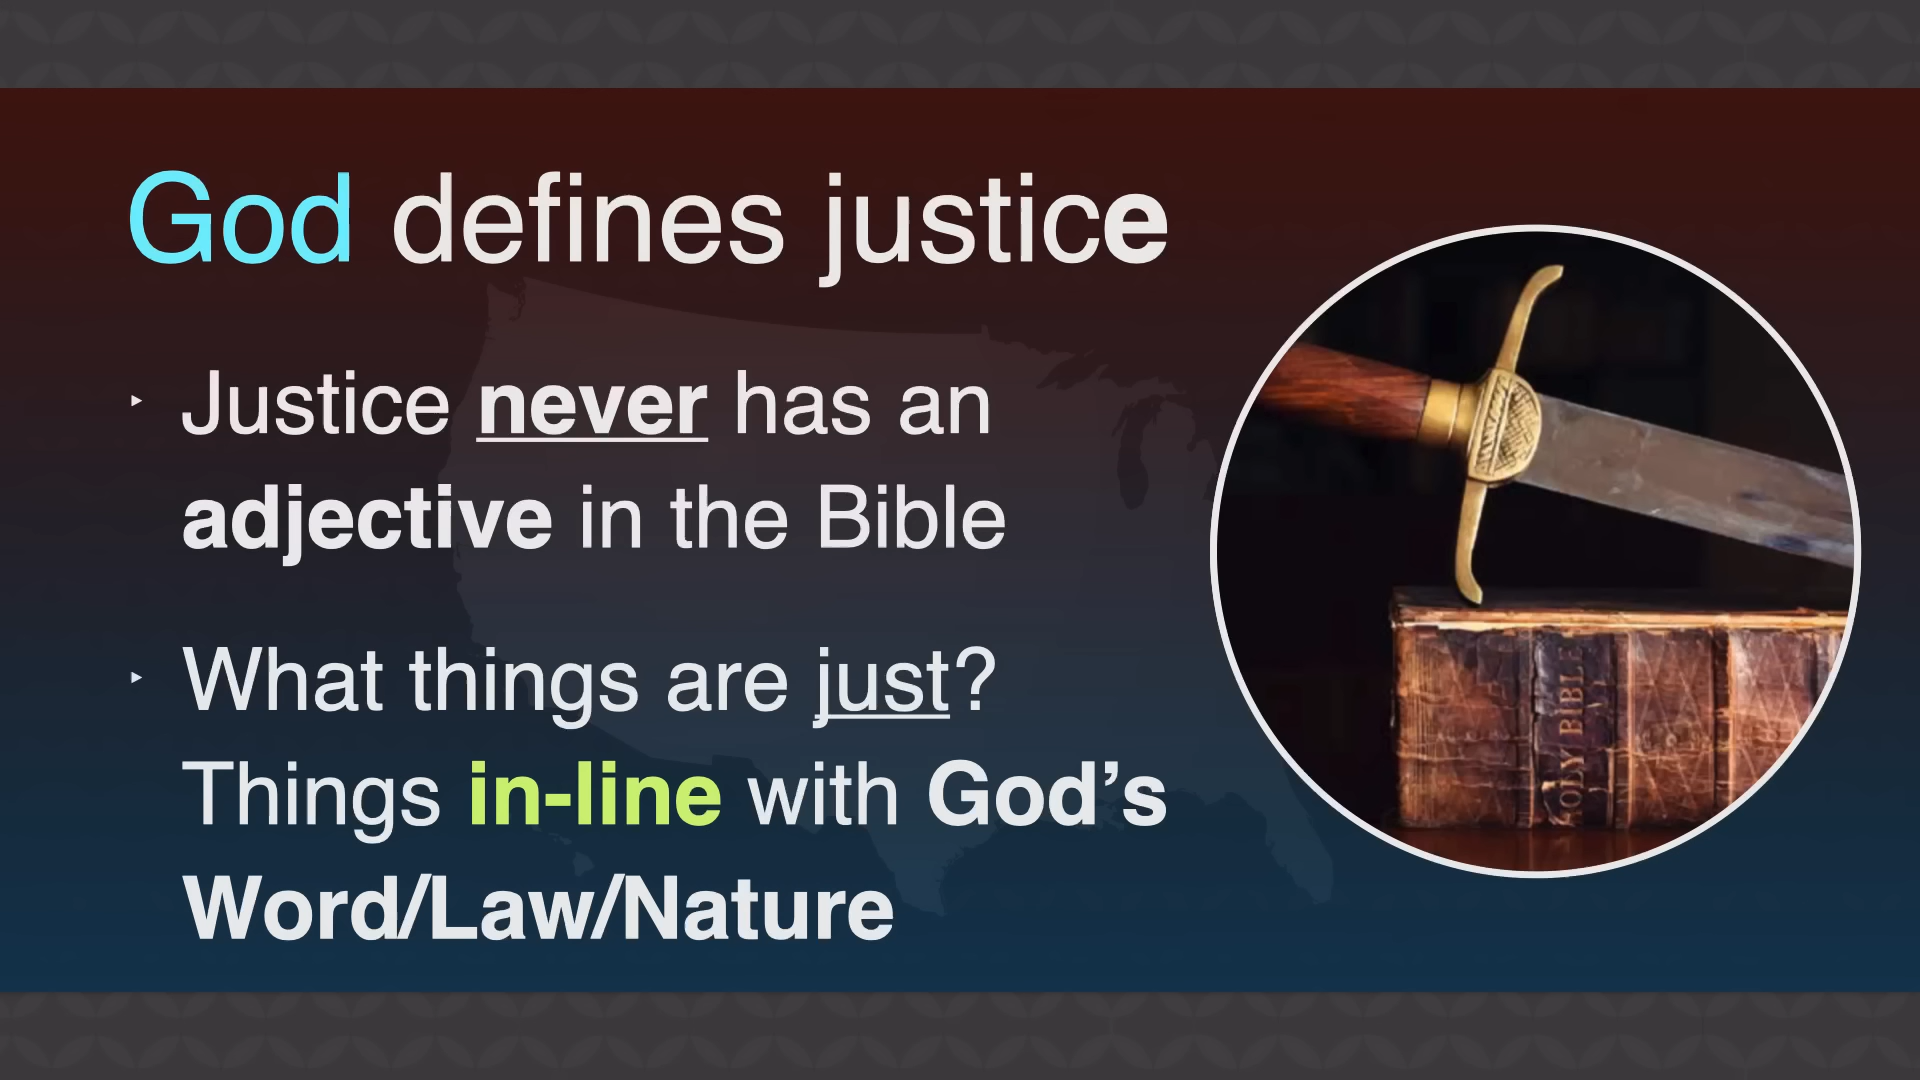 God defines justice
‣ Justice never has an
adjective in the Bible
‣ What things are just?
Things in-line with God’s
Word/Law/Nature
HOLY BIBLE